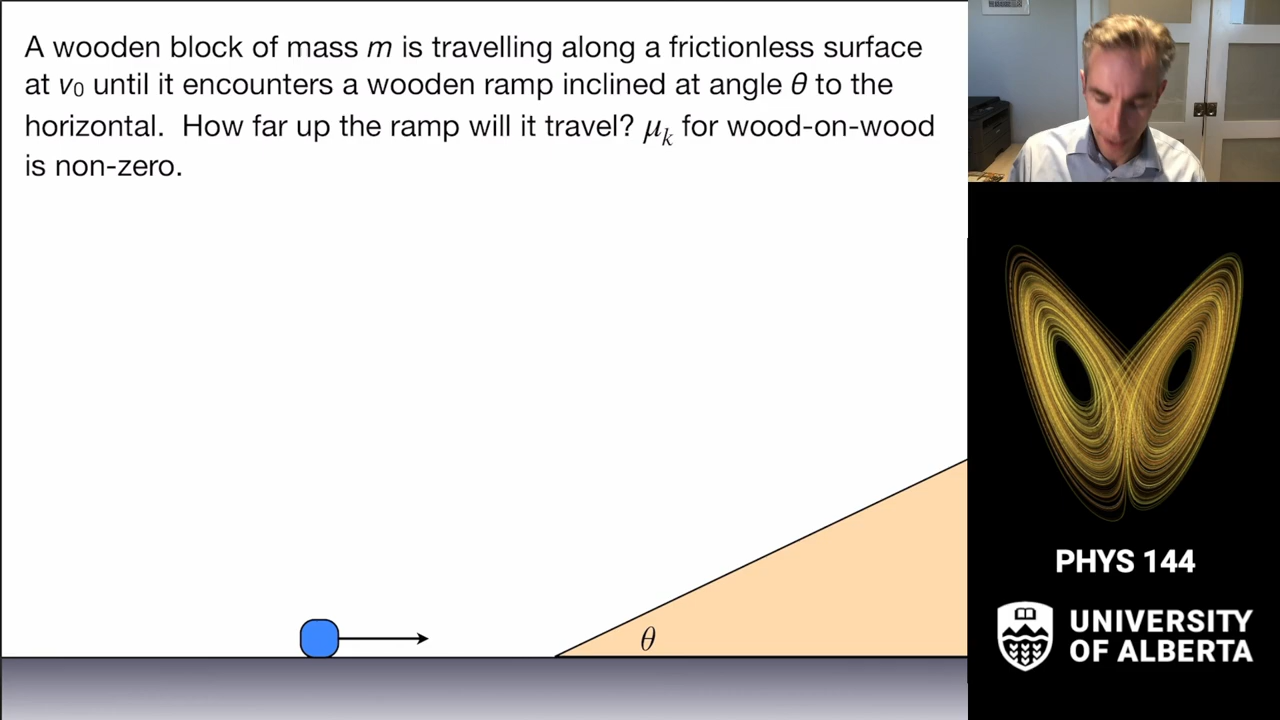 A wooden block of mass m is travelling along a frictionless surface
at v₀ until it encounters a wooden ramp inclined at angle θ to the
horizontal.  How far up the ramp will it travel? μₖ for wood-on-wood
is non-zero.
θ
PHYS 144
UNIVERSITY
OF ALBERTA